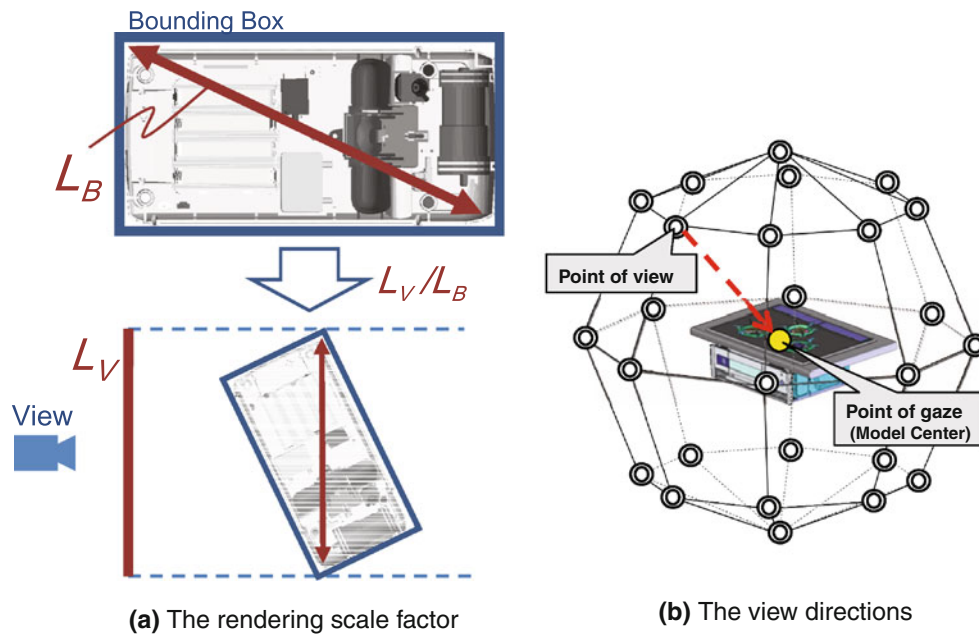 Bounding Box
L_B
L_V/L_B
L_V
View
(a) The rendering scale factor
Point of view
Point of gaze
(Model Center)
(b) The view directions